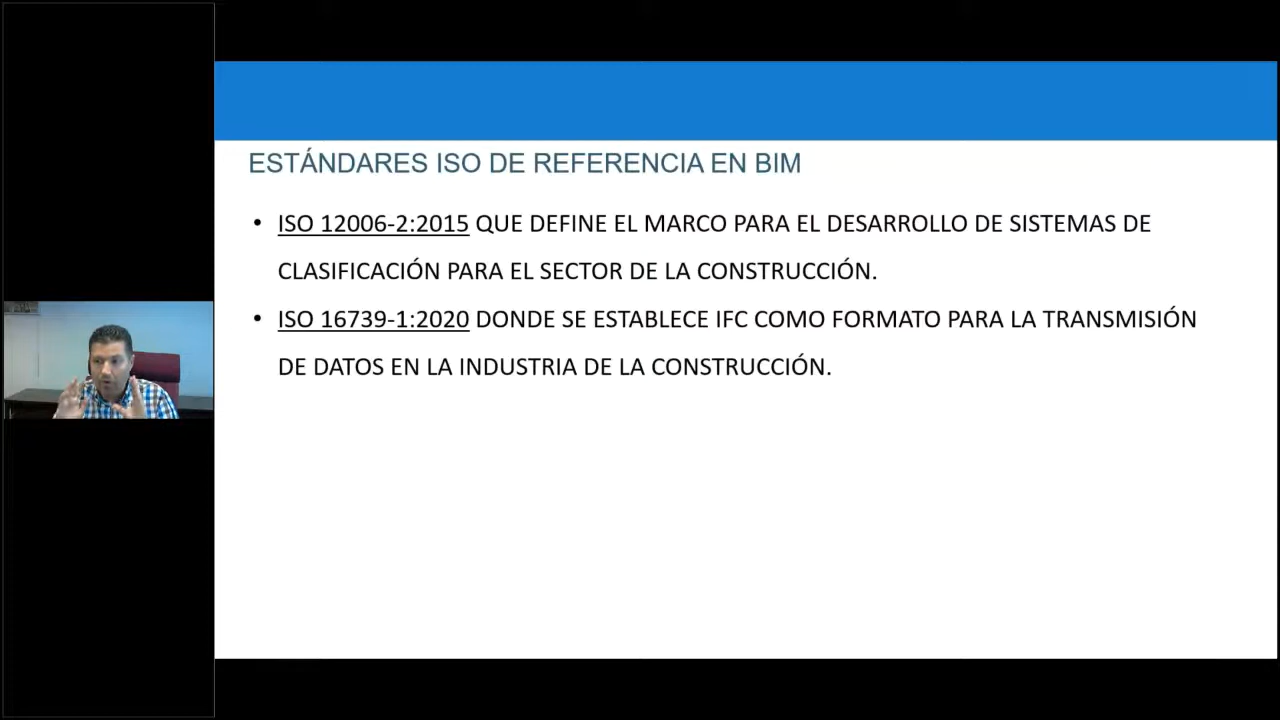 ESTÁNDARES ISO DE REFERENCIA EN BIM
• ISO 12006-2:2015 QUE DEFINE EL MARCO PARA EL DESARROLLO DE SISTEMAS DE
CLASIFICACIÓN PARA EL SECTOR DE LA CONSTRUCCIÓN.
• ISO 16739-1:2020 DONDE SE ESTABLECE IFC COMO FORMATO PARA LA TRANSMISIÓN
DE DATOS EN LA INDUSTRIA DE LA CONSTRUCCIÓN.